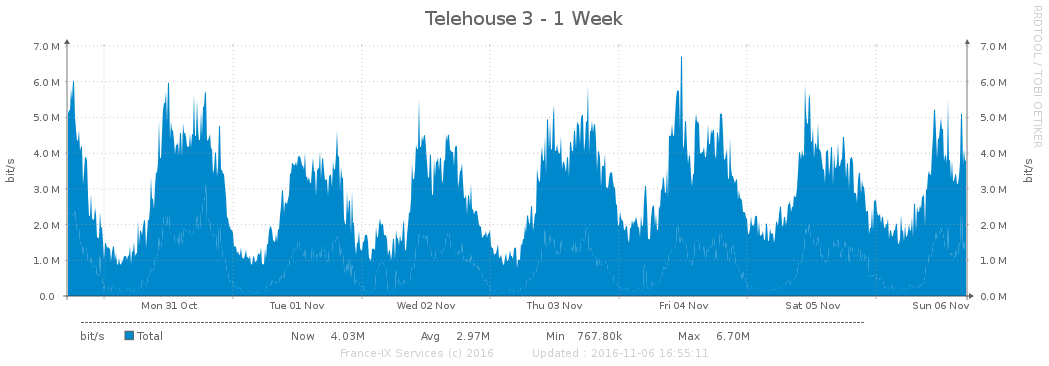 Telehouse 3 - 1 Week
RRDTOOL / TOBI OETIKER
7.0 M 7.0 M
6.0 M 6.0 M
5.0 M 5.0 M
4.0 M 4.0 M
3.0 M 3.0 M
2.0 M 2.0 M
1.0 M 1.0 M
0.0 0.0 M
bit/s bit/s
Mon 31 Oct Tue 01 Nov Wed 02 Nov Thu 03 Nov Fri 04 Nov Sat 05 Nov Sun 06 Nov
bit/s Total Now 4.03M Avg 2.97M Min 767.80k Max 6.70M
France-IX Services (c) 2016 Updated : 2016-11-06 16:55:11